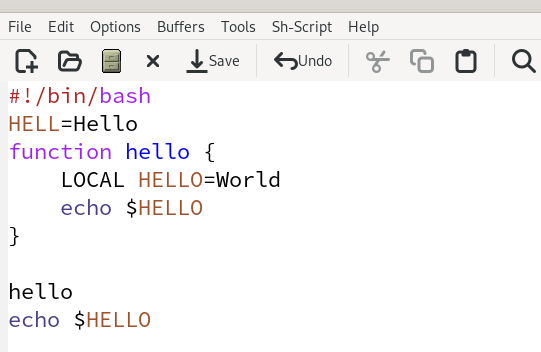 File Edit Options Buffers Tools Sh-Script Help
Save Undo
#!/bin/bash
HELL=Hello
function hello {
    LOCAL HELLO=World
    echo $HELLO
}
hello
echo $HELLO